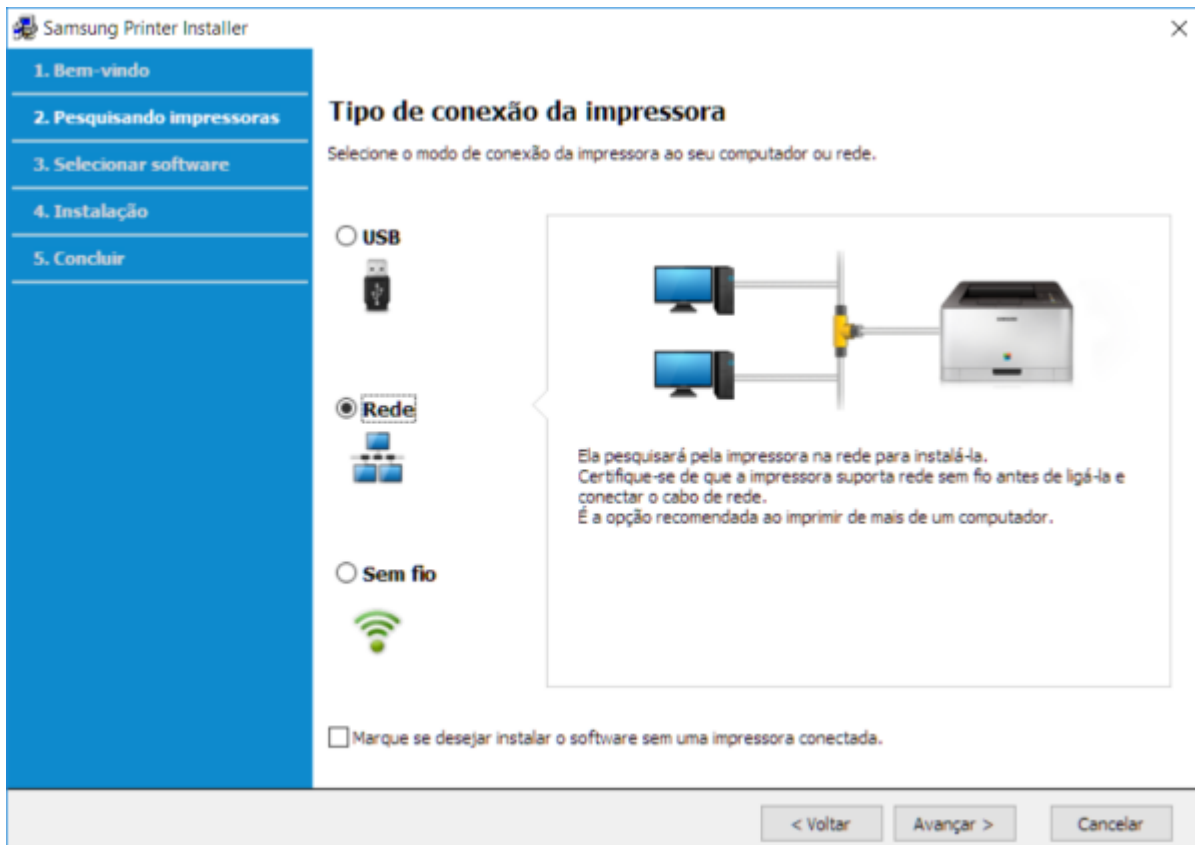 Samsung Printer Installer
1. Bem-vindo
2. Pesquisando impressoras
3. Selecionar software
4. Instalação
5. Concluir
Tipo de conexão da impressora
Selecione o modo de conexão da impressora ao seu computador ou rede.
USB
Rede
Sem fio
Ela pesquisará pela impressora na rede para instalá-la.
Certifique-se de que a impressora suporta rede sem fio antes de ligá-la e
conectar o cabo de rede.
É a opção recomendada ao imprimir de mais de um computador.
Marque se desejar instalar o software sem uma impressora conectada.
< Voltar
Avançar >
Cancelar